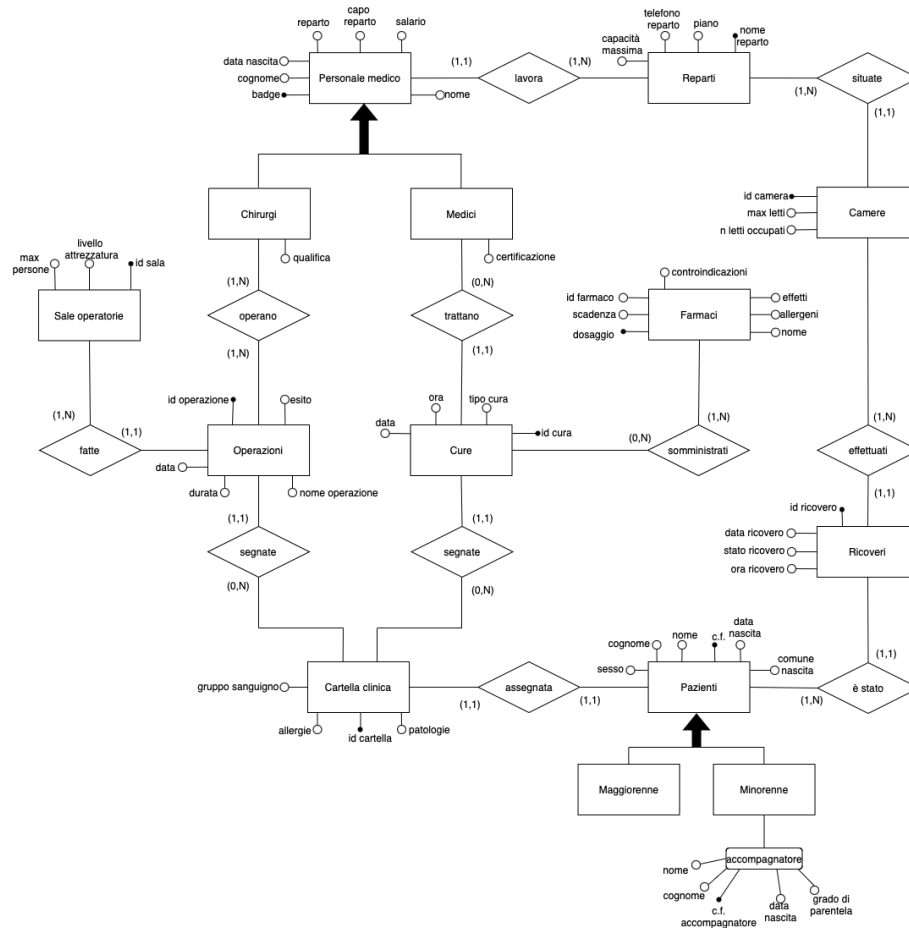 reparto
capo
reparto
salario
data nascita
cognome
badge
Personale medico
nome
(1,1)
lavora
(1,N)
capacità
massima
telefono
reparto
piano
nome
reparto
Reparti
(1,N)
situate
(1,1)
Chirurgi
qualifica
Medici
certificazione
id camera
max letti
n letti occupati
Camere
max
persone
livello
attrezzatura
id sala
Sale operatorie
(1,N)
operano
(1,N)
(0,N)
trattano
(1,1)
controindicazioni
id farmaco
scadenza
dosaggio
Farmaci
effetti
allergeni
nome
(1,N)
fatte
(1,1)
id operazione
esito
Operazioni
data
durata
nome operazione
data
ora
tipo cura
id cura
Cure
(0,N)
somministrati
(1,N)
(1,N)
effettuati
(1,1)
(1,1)
segnate
(0,N)
(1,1)
segnate
(0,N)
id ricovero
data ricovero
stato ricovero
ora ricovero
Ricoveri
gruppo sanguigno
Cartella clinica
allergie
id cartella
patologie
(1,1)
assegnata
(1,1)
cognome
nome
c.f.
data
nascita
sesso
comune
nascita
Pazienti
(1,N)
è stato
(1,1)
Maggiorenne
Minorenne
accompagnatore
nome
cognome
c.f.
accompagnatore
data
nascita
grado di
parentela